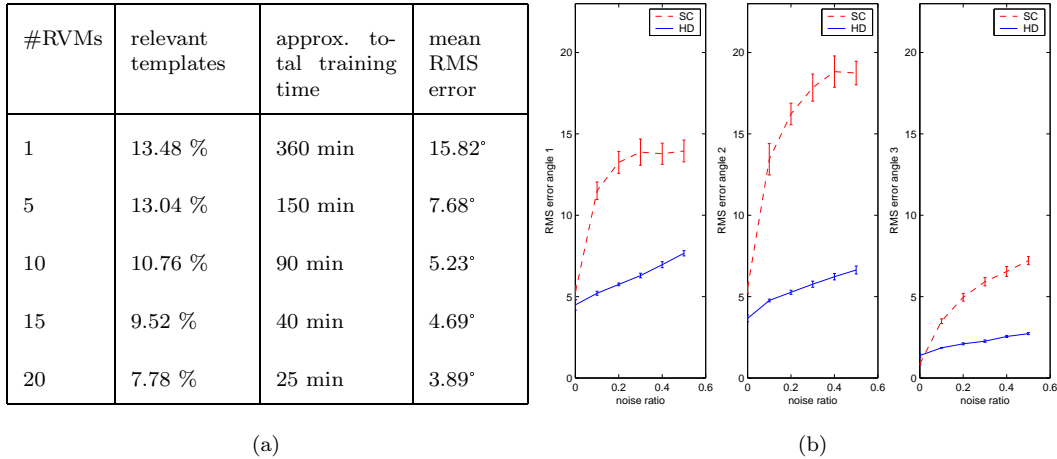 #RVMs relevant templates approx. to-tal training time mean RMS error
1 13.48 % 360 min 15.82°
5 13.04 % 150 min 7.68°
10 10.76 % 90 min 5.23°
15 9.52 % 40 min 4.69°
20 7.78 % 25 min 3.89°
(a)
SC
HD
RMS error angle 1
20
15
10
5
0
0 0.2 0.4 0.6
noise ratio
SC
HD
RMS error angle 2
20
15
10
5
0
0 0.2 0.4 0.6
noise ratio
SC
HD
RMS error angle 3
20
15
10
5
0
0 0.2 0.4 0.6
noise ratio
(b)